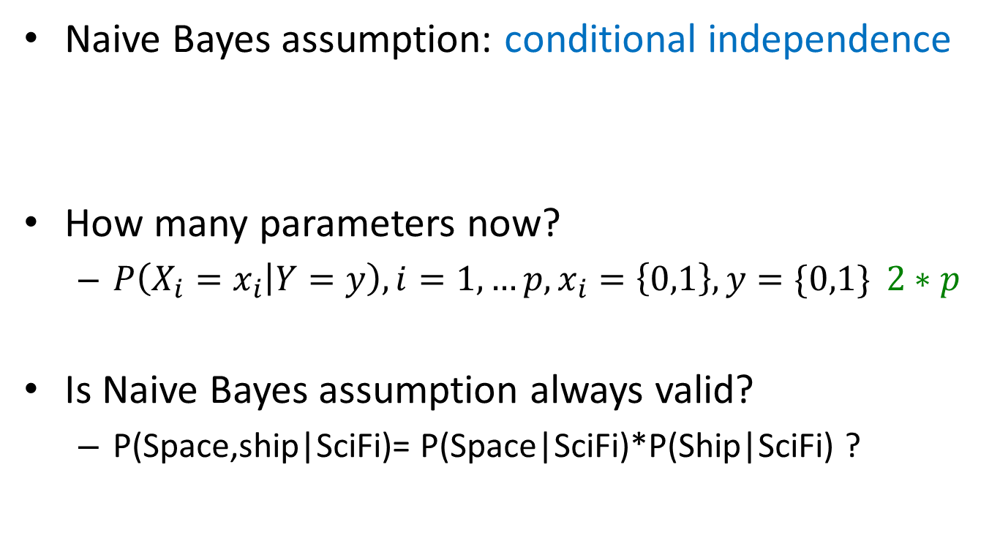 • Naive Bayes assumption: conditional independence
• How many parameters now?
– P(X_i = x_i|Y = y), i = 1, … p, x_i = {0,1}, y = {0,1} 2 ∗ p
• Is Naive Bayes assumption always valid?
– P(Space,ship|SciFi)= P(Space|SciFi)*P(Ship|SciFi) ?